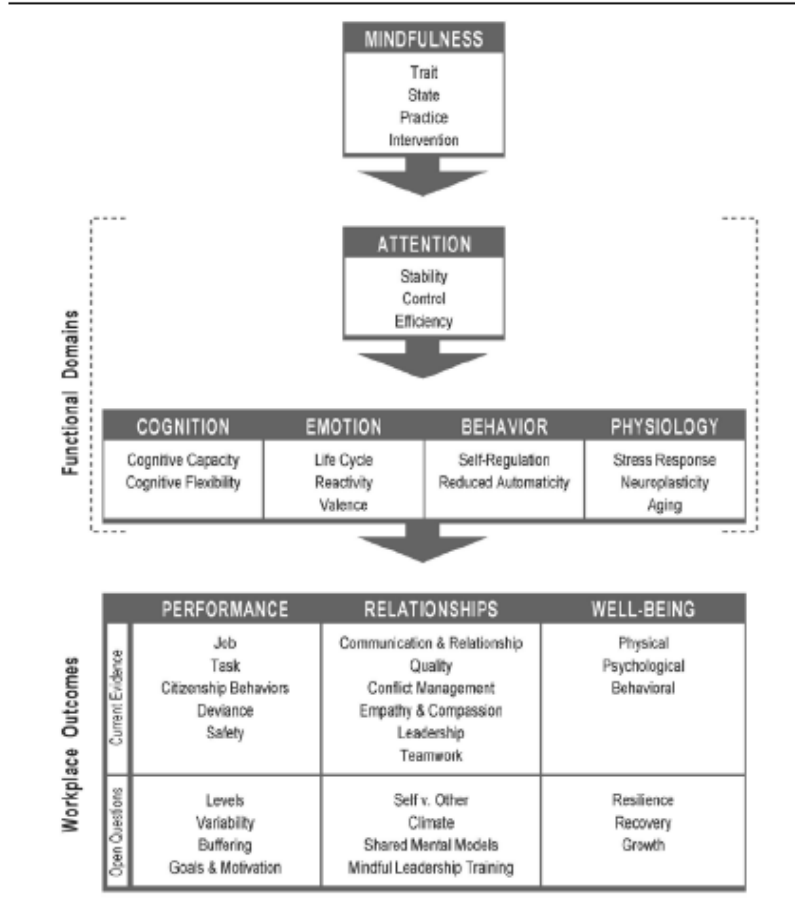 MINDFULNESS
Trait
State
Practice
Intervention
Functional Domains
ATTENTION
Stability
Control
Efficiency
COGNITION
Cognitive Capacity
Cognitive Flexibility
EMOTION
Life Cycle
Reactivity
Valence
BEHAVIOR
Self-Regulation
Reduced Automaticity
PHYSIOLOGY
Stress Response
Neuroplasticity
Aging
Workplace Outcomes
PERFORMANCE
RELATIONSHIPS
WELL-BEING
Current Evidence
Job
Task
Citizenship Behaviors
Deviance
Safety
Communication & Relationship
Quality
Conflict Management
Empathy & Compassion
Leadership
Teamwork
Physical
Psychological
Behavioral
Open Questions
Levels
Variability
Buffering
Goals & Motivation
Self v. Other
Climate
Shared Mental Models
Mindful Leadership Training
Resilience
Recovery
Growth